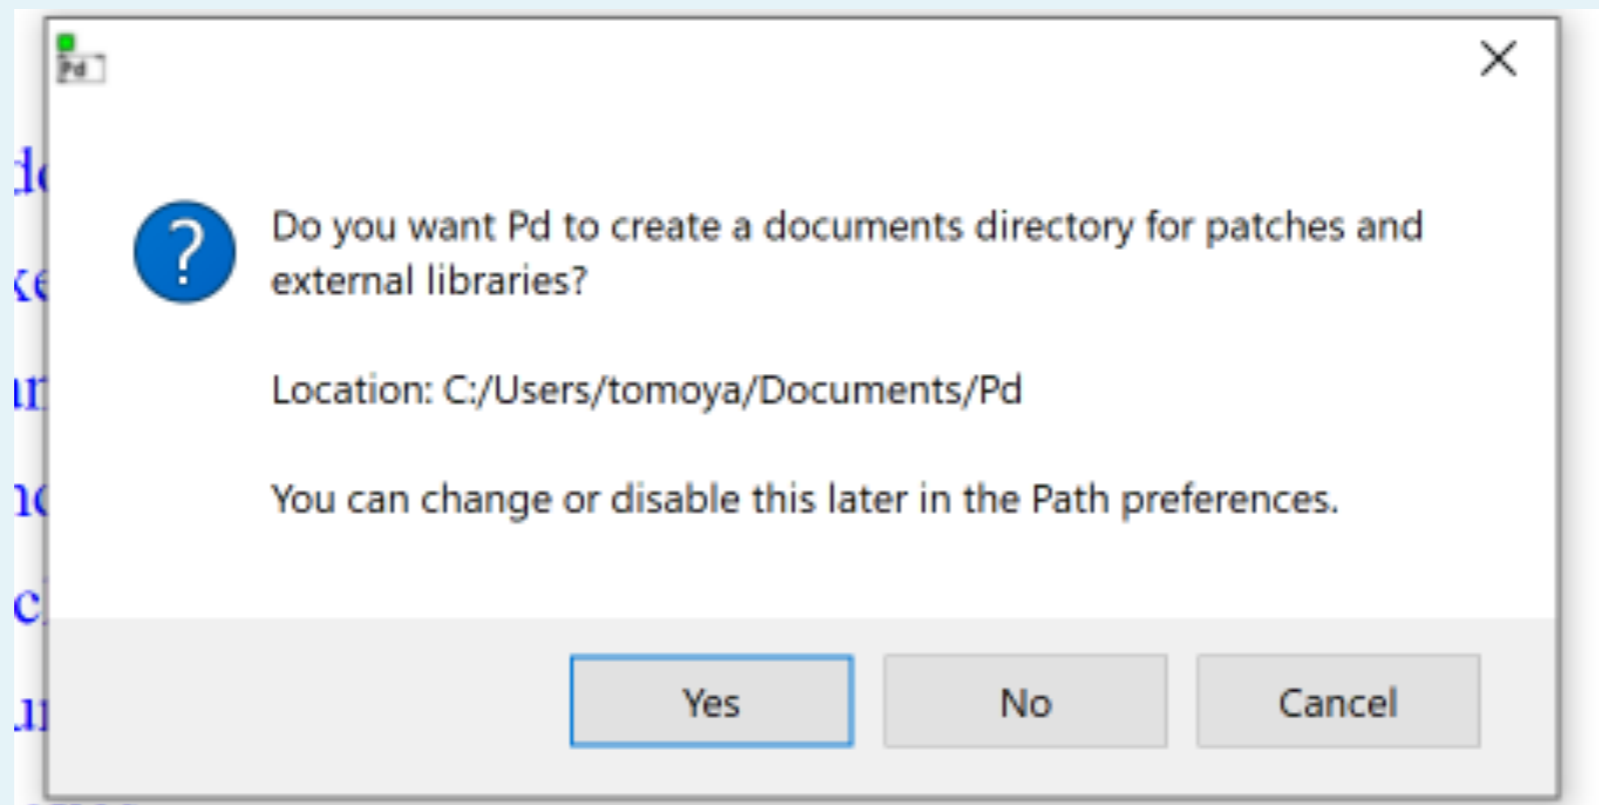 Pd
Do you want Pd to create a documents directory for patches and
external libraries?
Location: C:/Users/tomoya/Documents/Pd
You can change or disable this later in the Path preferences.
Yes
No
Cancel